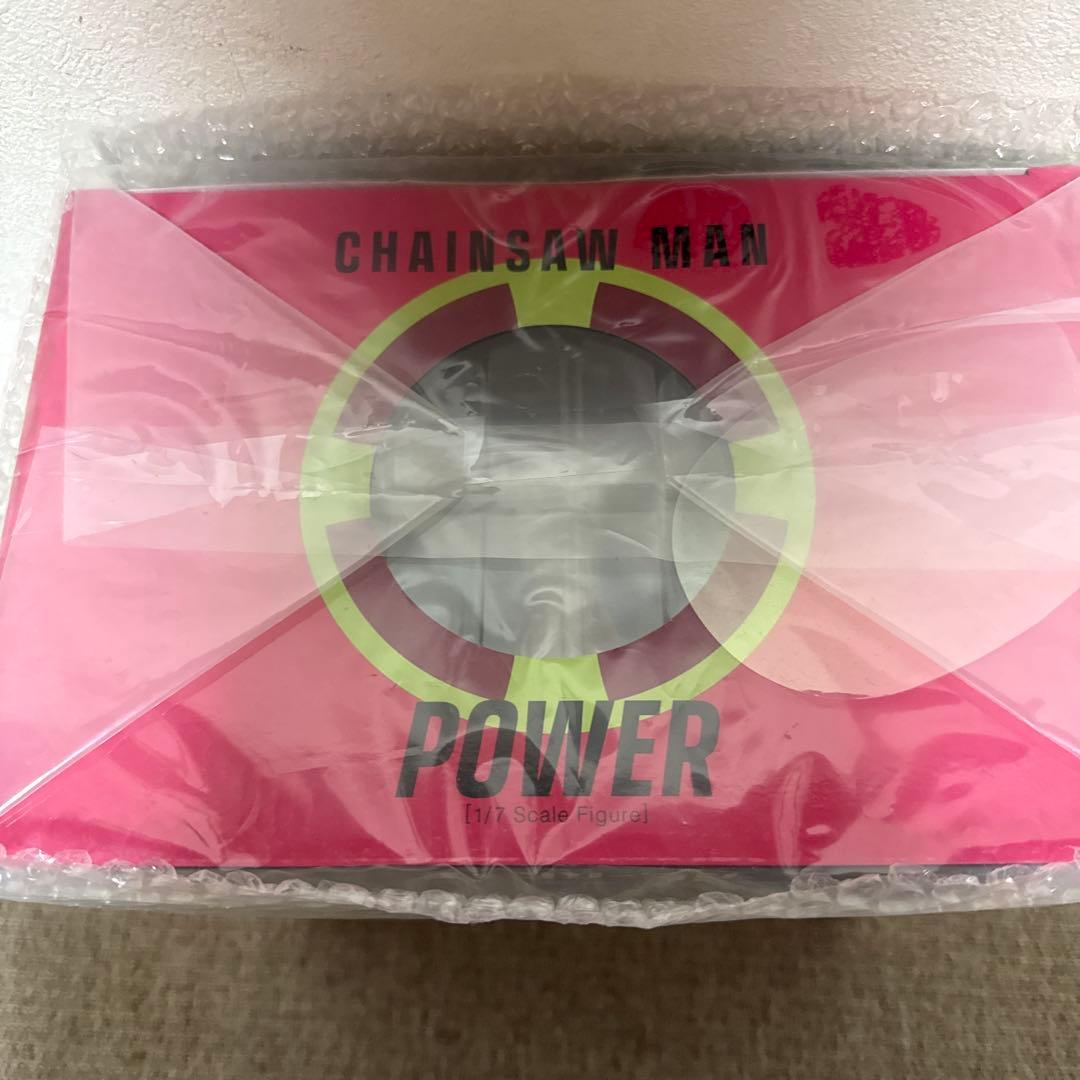 CHAINSAW MAN
POWER
[1/7 Scale Figure]